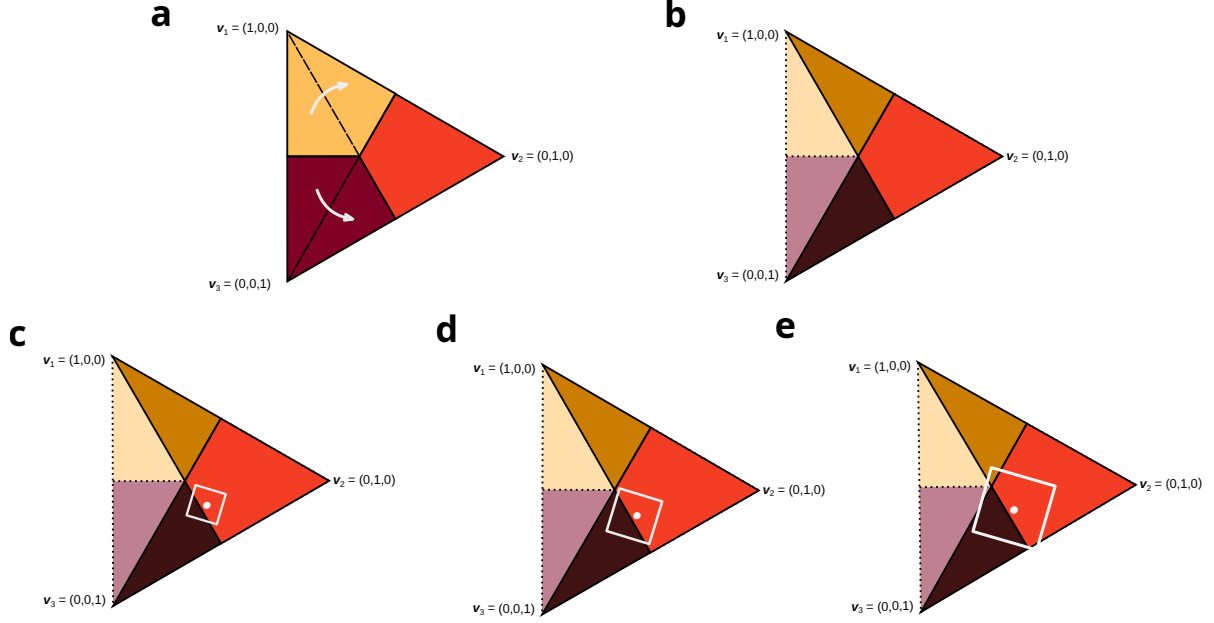 a
v₁ = (1,0,0)
v₂ = (0,1,0)
v₃ = (0,0,1)
b
v₁ = (1,0,0)
v₂ = (0,1,0)
v₃ = (0,0,1)
c
v₁ = (1,0,0)
v₂ = (0,1,0)
v₃ = (0,0,1)
d
v₁ = (1,0,0)
v₂ = (0,1,0)
v₃ = (0,0,1)
e
v₁ = (1,0,0)
v₂ = (0,1,0)
v₃ = (0,0,1)